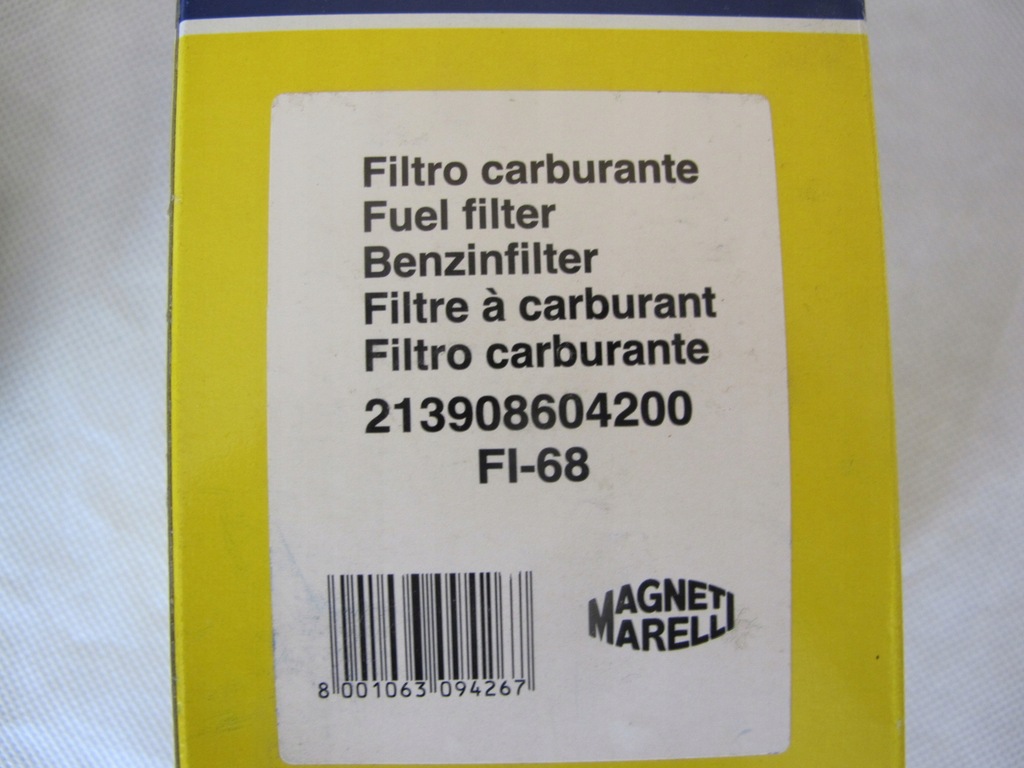 Filtro carburante
Fuel filter
Benzinfilter
Filtre à carburant
Filtro carburante
213908604200
FI-68
8 001063 094267
MAGNETI
MARELLI